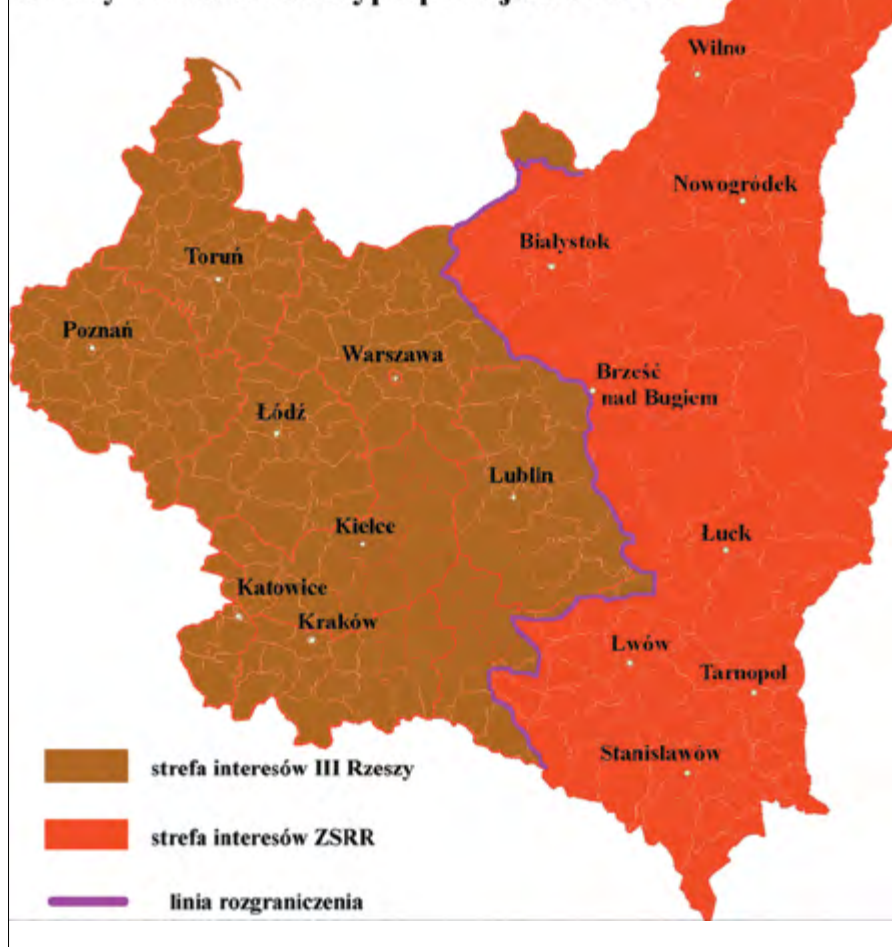 Wilno
Nowogródek
Białystok
Toruń
Poznań
Warszawa
Brześć
nad Bugiem
Łódź
Lublin
Kielce
Łuck
Katowice
Kraków
Lwów
Tarnopol
Stanisławów
strefa interesów III Rzeszy
strefa interesów ZSRR
linia rozgraniczenia